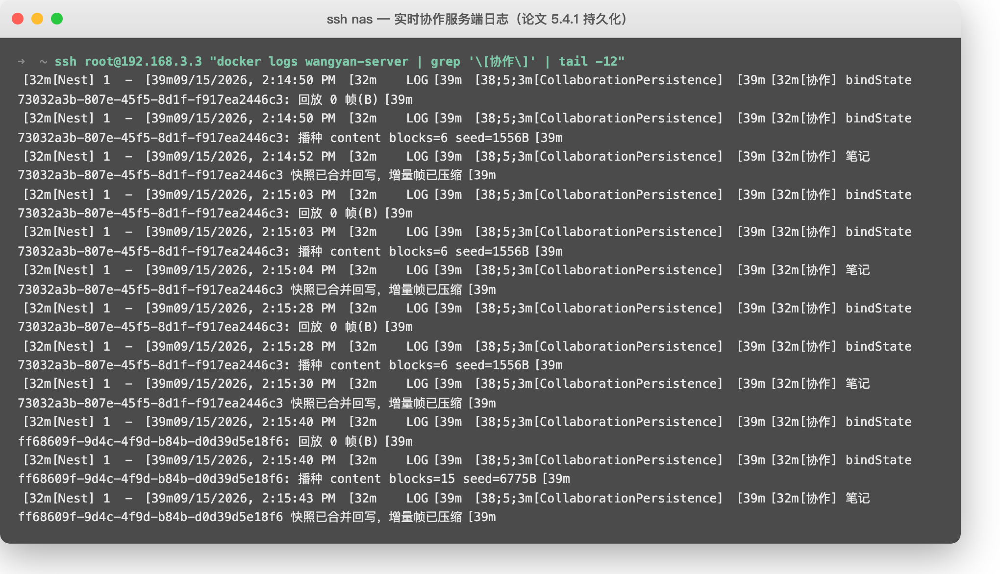 ssh nas — 实时协作服务端日志（论文 5.4.1 持久化）
➜  ~ ssh root@192.168.3.3 "docker logs wangyan-server | grep '\[协作\]' | tail -12"
[32m[Nest] 1  - [39m09/15/2026, 2:14:50 PM [32m    LOG[39m [38;5;3m[CollaborationPersistence] [39m[32m[协作] bindState
73032a3b-807e-45f5-8d1f-f917ea2446c3: 回放 0 帧(B)[39m
[32m[Nest] 1  - [39m09/15/2026, 2:14:50 PM [32m    LOG[39m [38;5;3m[CollaborationPersistence] [39m[32m[协作] bindState
73032a3b-807e-45f5-8d1f-f917ea2446c3: 播种 content blocks=6 seed=1556B[39m
[32m[Nest] 1  - [39m09/15/2026, 2:14:52 PM [32m    LOG[39m [38;5;3m[CollaborationPersistence] [39m[32m[协作] 笔记
73032a3b-807e-45f5-8d1f-f917ea2446c3 快照已合并回写，增量帧已压缩[39m
[32m[Nest] 1  - [39m09/15/2026, 2:15:03 PM [32m    LOG[39m [38;5;3m[CollaborationPersistence] [39m[32m[协作] bindState
73032a3b-807e-45f5-8d1f-f917ea2446c3: 回放 0 帧(B)[39m
[32m[Nest] 1  - [39m09/15/2026, 2:15:03 PM [32m    LOG[39m [38;5;3m[CollaborationPersistence] [39m[32m[协作] bindState
73032a3b-807e-45f5-8d1f-f917ea2446c3: 播种 content blocks=6 seed=1556B[39m
[32m[Nest] 1  - [39m09/15/2026, 2:15:04 PM [32m    LOG[39m [38;5;3m[CollaborationPersistence] [39m[32m[协作] 笔记
73032a3b-807e-45f5-8d1f-f917ea2446c3 快照已合并回写，增量帧已压缩[39m
[32m[Nest] 1  - [39m09/15/2026, 2:15:28 PM [32m    LOG[39m [38;5;3m[CollaborationPersistence] [39m[32m[协作] bindState
73032a3b-807e-45f5-8d1f-f917ea2446c3: 回放 0 帧(B)[39m
[32m[Nest] 1  - [39m09/15/2026, 2:15:28 PM [32m    LOG[39m [38;5;3m[CollaborationPersistence] [39m[32m[协作] bindState
73032a3b-807e-45f5-8d1f-f917ea2446c3: 播种 content blocks=6 seed=1556B[39m
[32m[Nest] 1  - [39m09/15/2026, 2:15:30 PM [32m    LOG[39m [38;5;3m[CollaborationPersistence] [39m[32m[协作] 笔记
73032a3b-807e-45f5-8d1f-f917ea2446c3 快照已合并回写，增量帧已压缩[39m
[32m[Nest] 1  - [39m09/15/2026, 2:15:40 PM [32m    LOG[39m [38;5;3m[CollaborationPersistence] [39m[32m[协作] bindState
ff68609f-9d4c-4f9d-b84b-d0d39d5e18f6: 回放 0 帧(B)[39m
[32m[Nest] 1  - [39m09/15/2026, 2:15:40 PM [32m    LOG[39m [38;5;3m[CollaborationPersistence] [39m[32m[协作] bindState
ff68609f-9d4c-4f9d-b84b-d0d39d5e18f6: 播种 content blocks=15 seed=6775B[39m
[32m[Nest] 1  - [39m09/15/2026, 2:15:43 PM [32m    LOG[39m [38;5;3m[CollaborationPersistence] [39m[32m[协作] 笔记
ff68609f-9d4c-4f9d-b84b-d0d39d5e18f6 快照已合并回写，增量帧已压缩[39m